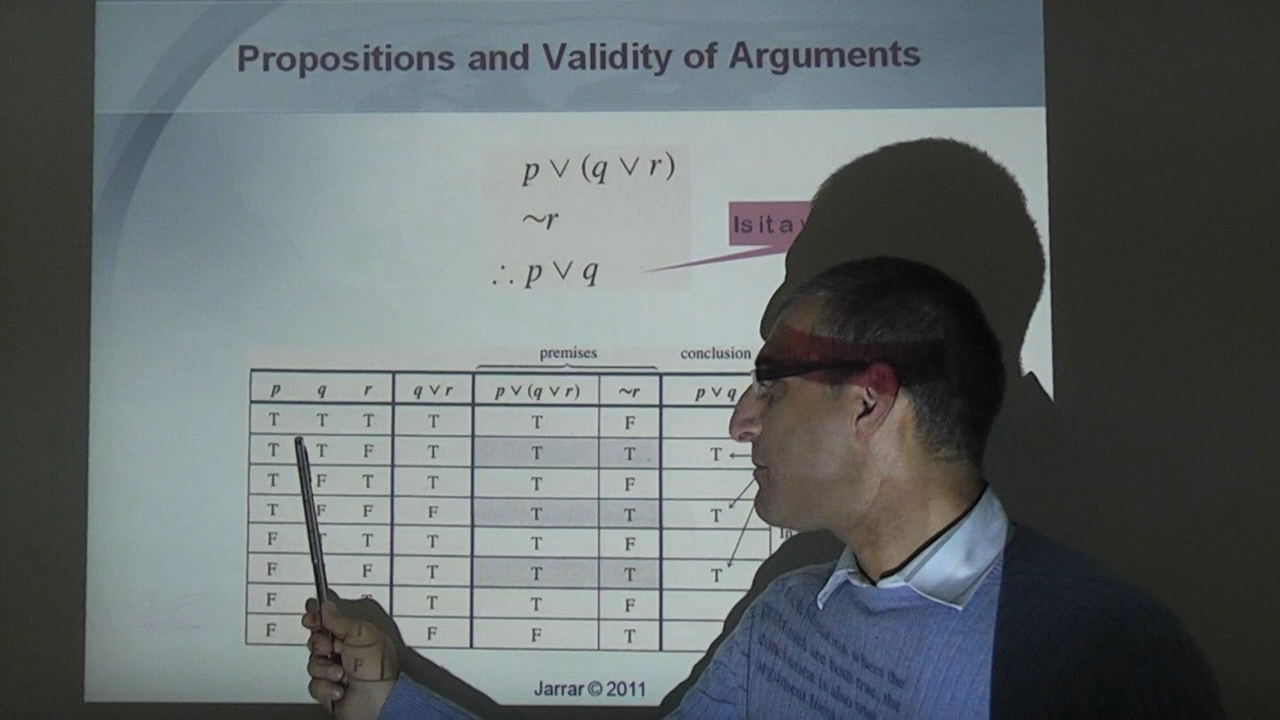 Propositions and Validity of Arguments
p ∨ (q ∨ r)
~r
∴ p ∨ q
Is it a
premises conclusion
p q r q ∨ r p ∨ (q ∨ r) ~r p ∨ q
T T T T T F
T T F T T T T
T F T T T F
T F F F T T T
F T T T T F
F F T T T T
F T T T F
F F F T
F
Jarrar © 2011